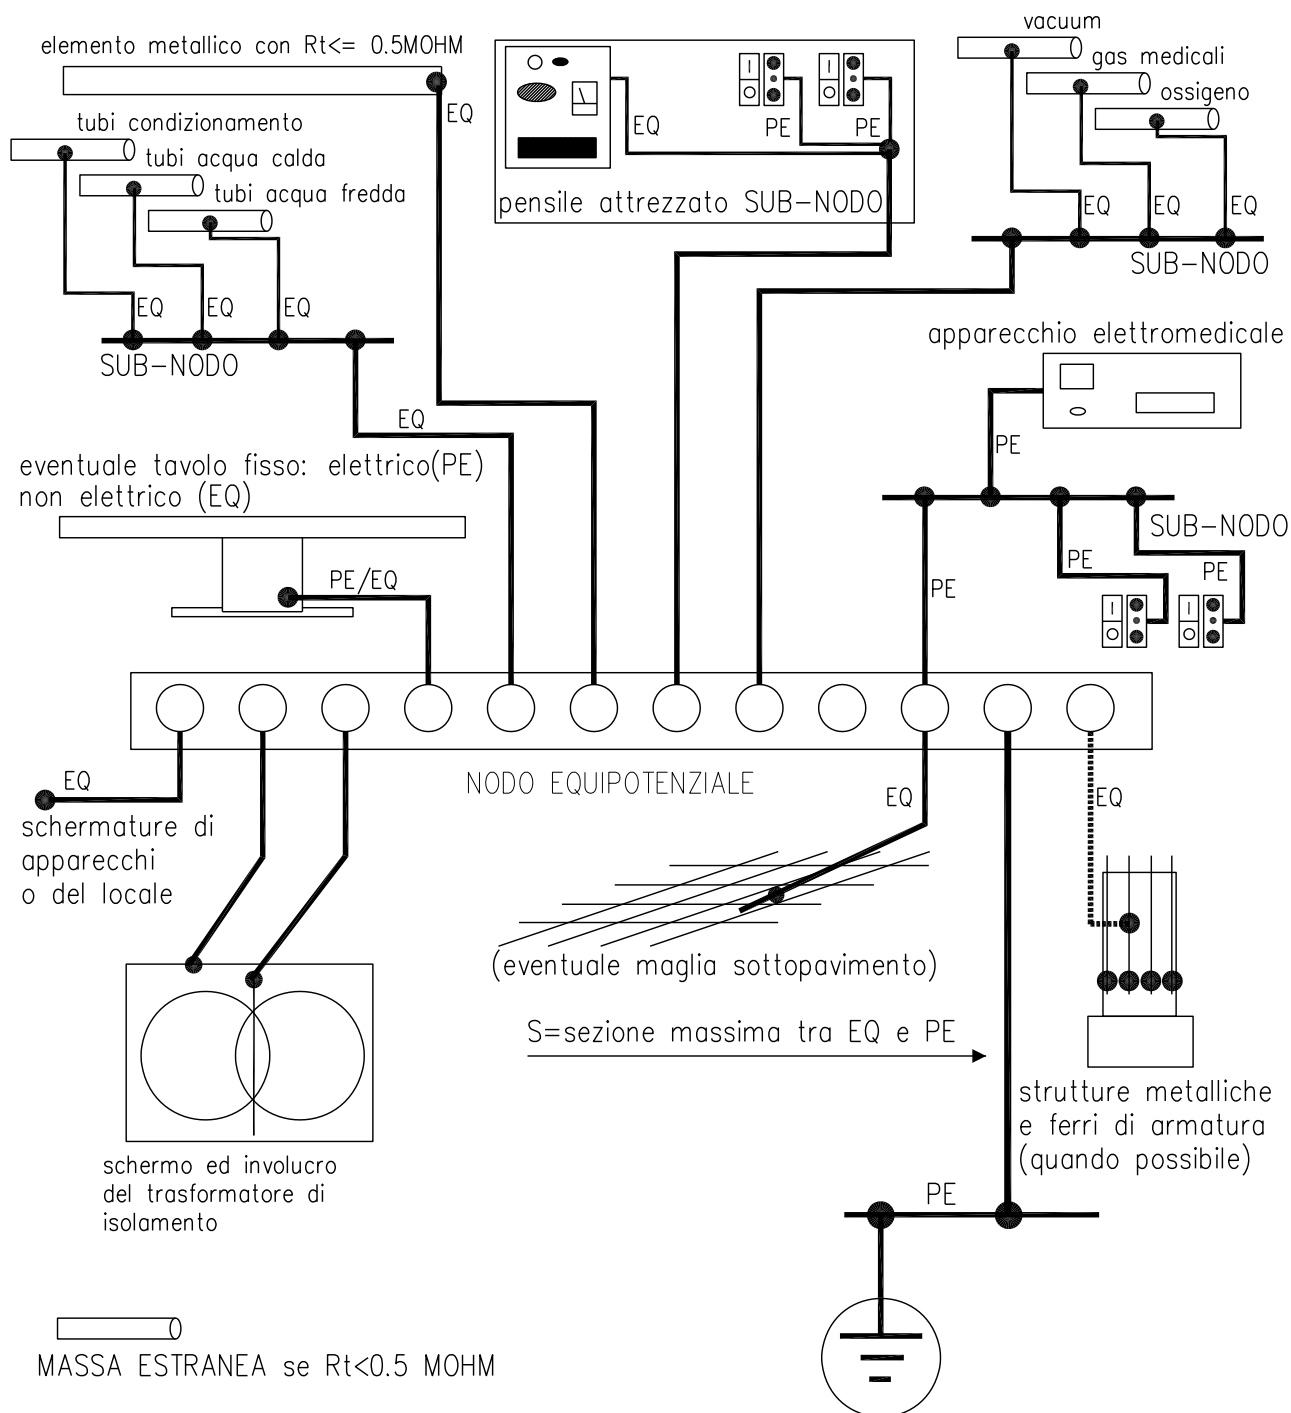 elemento metallico con Rt<= 0.5MOHM
EQ
tubi condizionamento
tubi acqua calda
tubi acqua fredda
EQ
EQ
EQ
SUB-NODO
EQ
EQ
PE
PE
pensile attrezzato SUB-NODO
vacuum
gas medicali
ossigeno
EQ
EQ
EQ
SUB-NODO
apparecchio elettromedicale
PE
SUB-NODO
PE
PE
PE
I
I
I
I
eventuale tavolo fisso: elettrico(PE)
non elettrico (EQ)
PE/EQ
NODO EQUIPOTENZIALE
EQ
schermature di
apparecchi
o del locale
EQ
EQ
(eventuale maglia sottopavimento)
S=sezione massima tra EQ e PE
strutture metalliche
e ferri di armatura
(quando possibile)
schermo ed involucro
del trasformatore di
isolamento
PE
MASSA ESTRANEA se Rt<0.5 MOHM